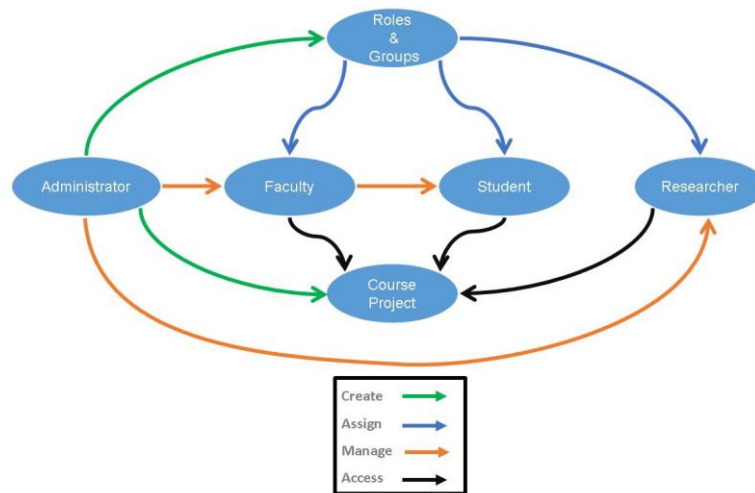 Roles
&
Groups
Administrator
Faculty
Student
Researcher
Course
Project
Create
Assign
Manage
Access